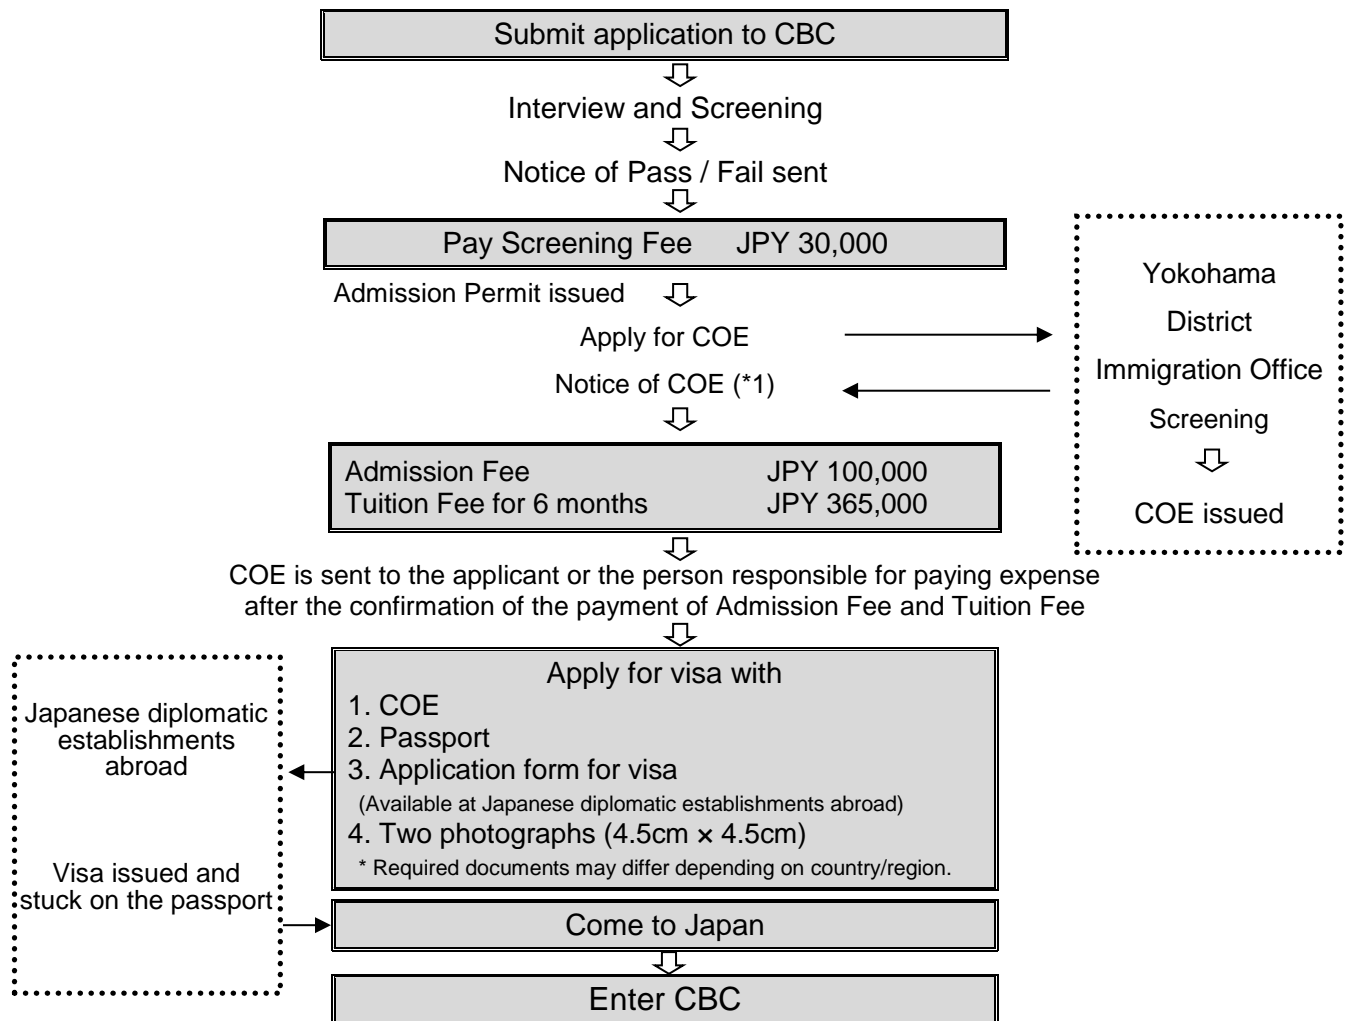 Submit application to CBC
Interview and Screening
Notice of Pass / Fail sent
Pay Screening Fee JPY 30,000
Admission Permit issued
Apply for COE
Notice of COE (*1)
Yokohama
District
Immigration Office
Screening
COE issued
Admission Fee JPY 100,000
Tuition Fee for 6 months JPY 365,000
COE is sent to the applicant or the person responsible for paying expense
after the confirmation of the payment of Admission Fee and Tuition Fee
Apply for visa with
1. COE
2. Passport
3. Application form for visa
(Available at Japanese diplomatic establishments abroad)
4. Two photographs (4.5cm × 4.5cm)
* Required documents may differ depending on country/region.
Japanese diplomatic
establishments
abroad
Visa issued and
stuck on the passport
Come to Japan
Enter CBC